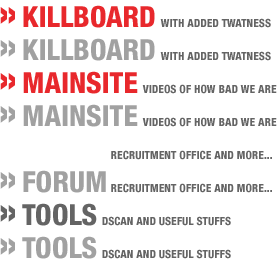 >> KILLBOARD WITH ADDED TWATNESS
>> KILLBOARD WITH ADDED TWATNESS
>> MAINSITE VIDEOS OF HOW BAD WE ARE
>> MAINSITE VIDEOS OF HOW BAD WE ARE
RECRUITMENT OFFICE AND MORE...
>> FORUM RECRUITMENT OFFICE AND MORE...
>> TOOLS DSCAN AND USEFUL STUFFS
>> TOOLS DSCAN AND USEFUL STUFFS